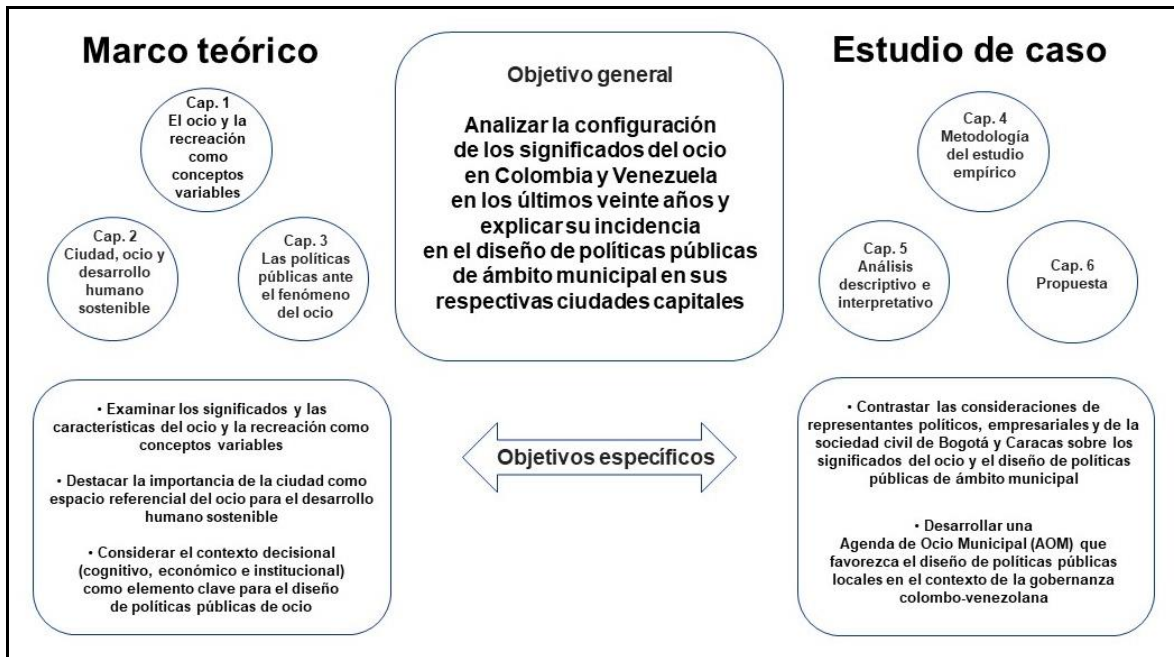 Marco teórico
Cap. 1
El ocio y la
recreación
como
conceptos
variables
Cap. 2
Ciudad, ocio y
desarrollo
humano
sostenible
Cap. 3
Las políticas
públicas ante
el fenómeno
del ocio
• Examinar los significados y las
características del ocio y la recreación como
conceptos variables
• Destacar la importancia de la ciudad como
espacio referencial del ocio para el desarrollo
humano sostenible
• Considerar el contexto decisional
(cognitivo, económico e institucional)
como elemento clave para el diseño
de políticas públicas de ocio
Objetivo general
Analizar la configuración
de los significados del ocio
en Colombia y Venezuela
en los últimos veinte años y
explicar su incidencia
en el diseño de políticas públicas
de ámbito municipal en sus
respectivas ciudades capitales
Objetivos específicos
Estudio de caso
Cap. 4
Metodología
del estudio
empírico
Cap. 5
Análisis
descriptivo e
interpretativo
Cap. 6
Propuesta
• Contrastar las consideraciones de
representantes políticos, empresariales y de la
sociedad civil de Bogotá y Caracas sobre los
significados del ocio y el diseño de políticas
públicas de ámbito municipal
• Desarrollar una
Agenda de Ocio Municipal (AOM) que
favorezca el diseño de políticas públicas
locales en el contexto de la gobernanza
colombo-venezolana